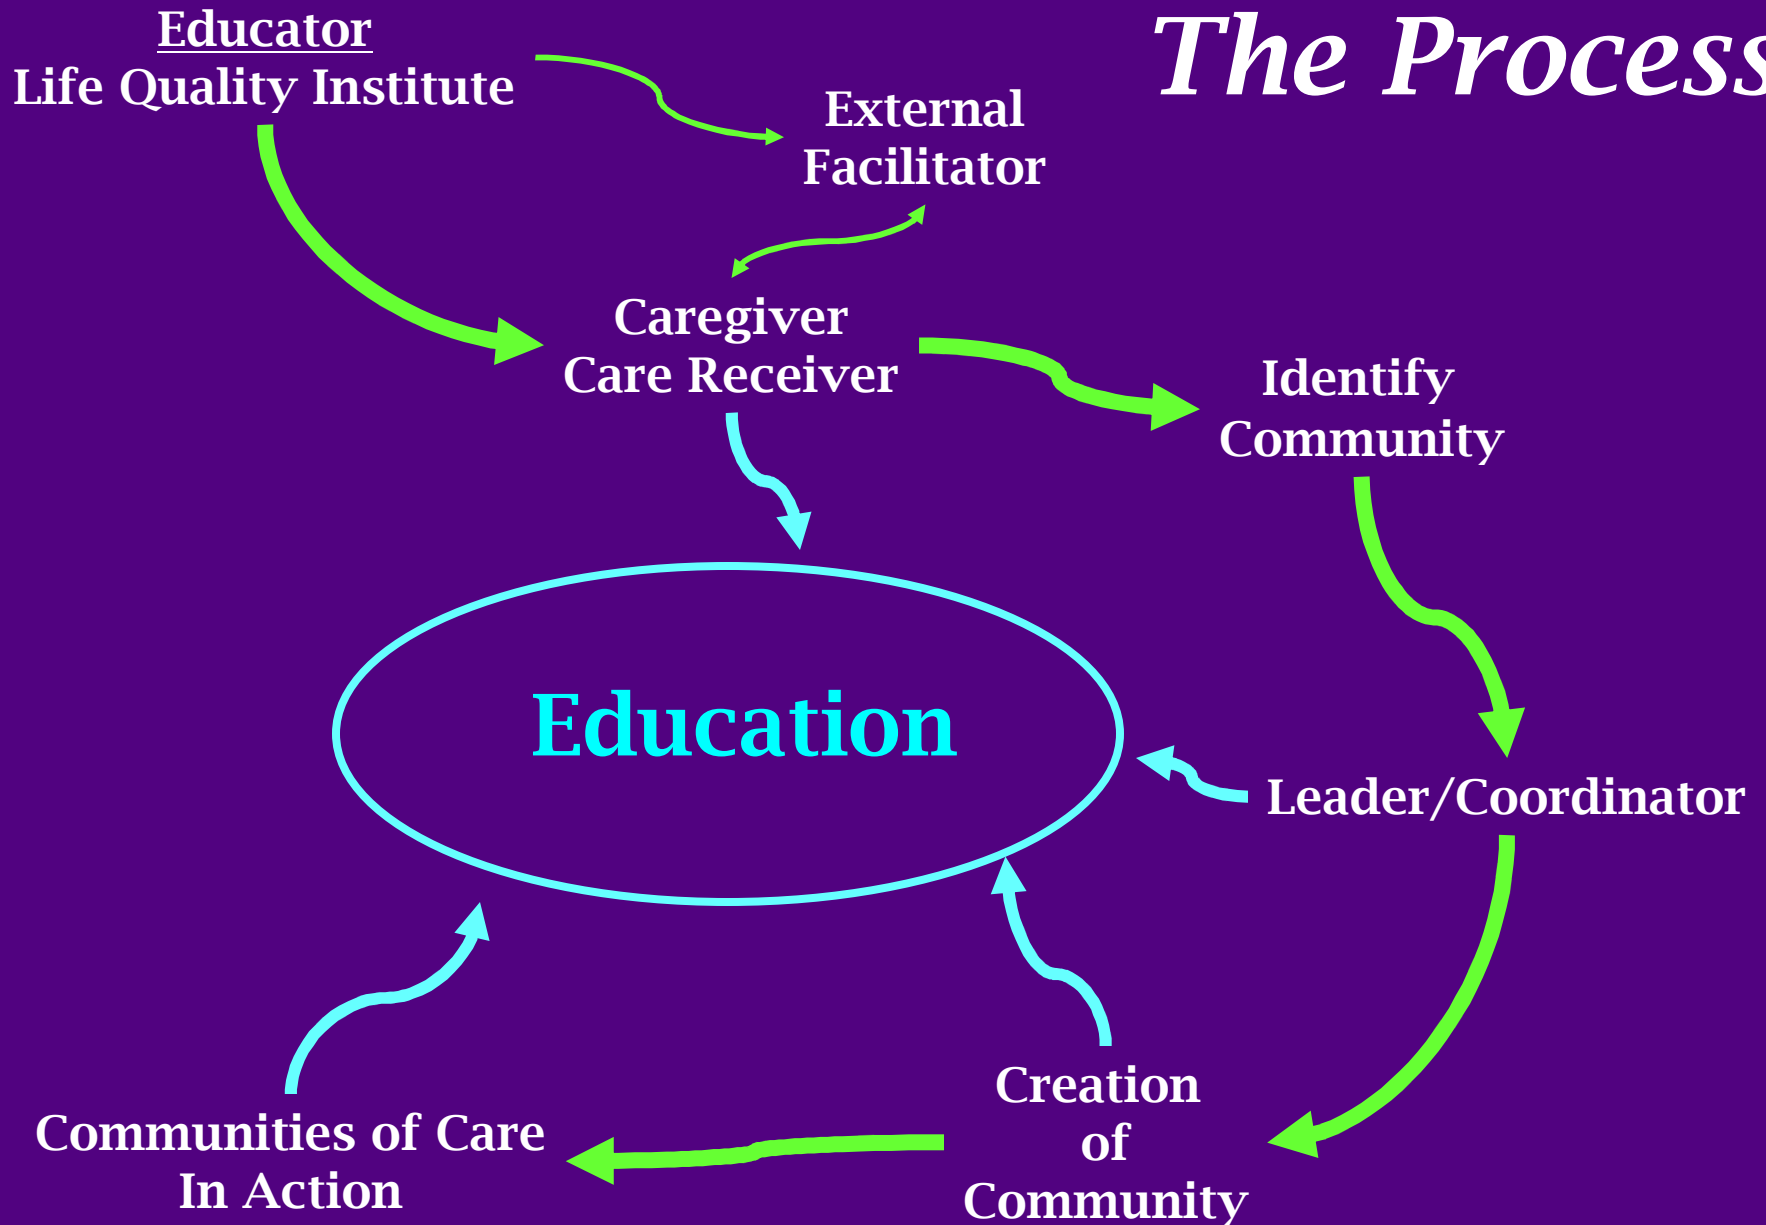 The Process
Educator
Life Quality Institute
External
Facilitator
Caregiver
Care Receiver
Identify
Community
Education
Leader/Coordinator
Creation
of
Community
Communities of Care
In Action